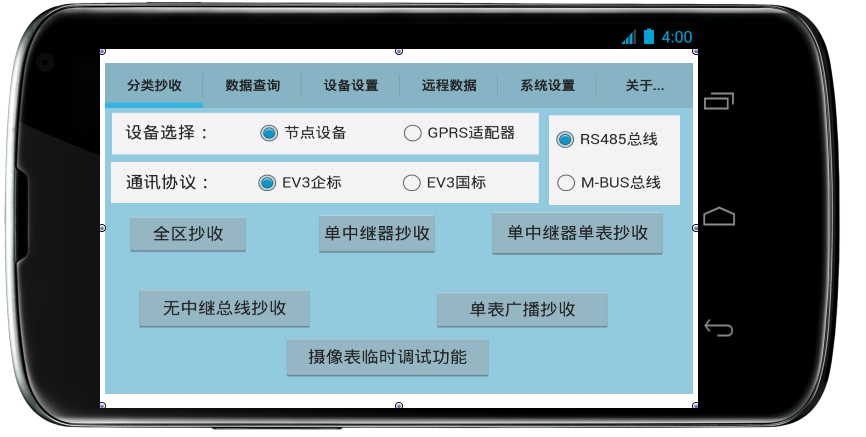 4:00
分类抄收 数据查询 设备设置 远程数据 系统设置 关于...
设备选择： 节点设备 GPRS适配器
RS485总线
通讯协议： EV3企标 EV3国标
M-BUS总线
全区抄收 单中继器抄收 单中继器单表抄收
无中继总线抄收 单表广播抄收
摄像表临时调试功能